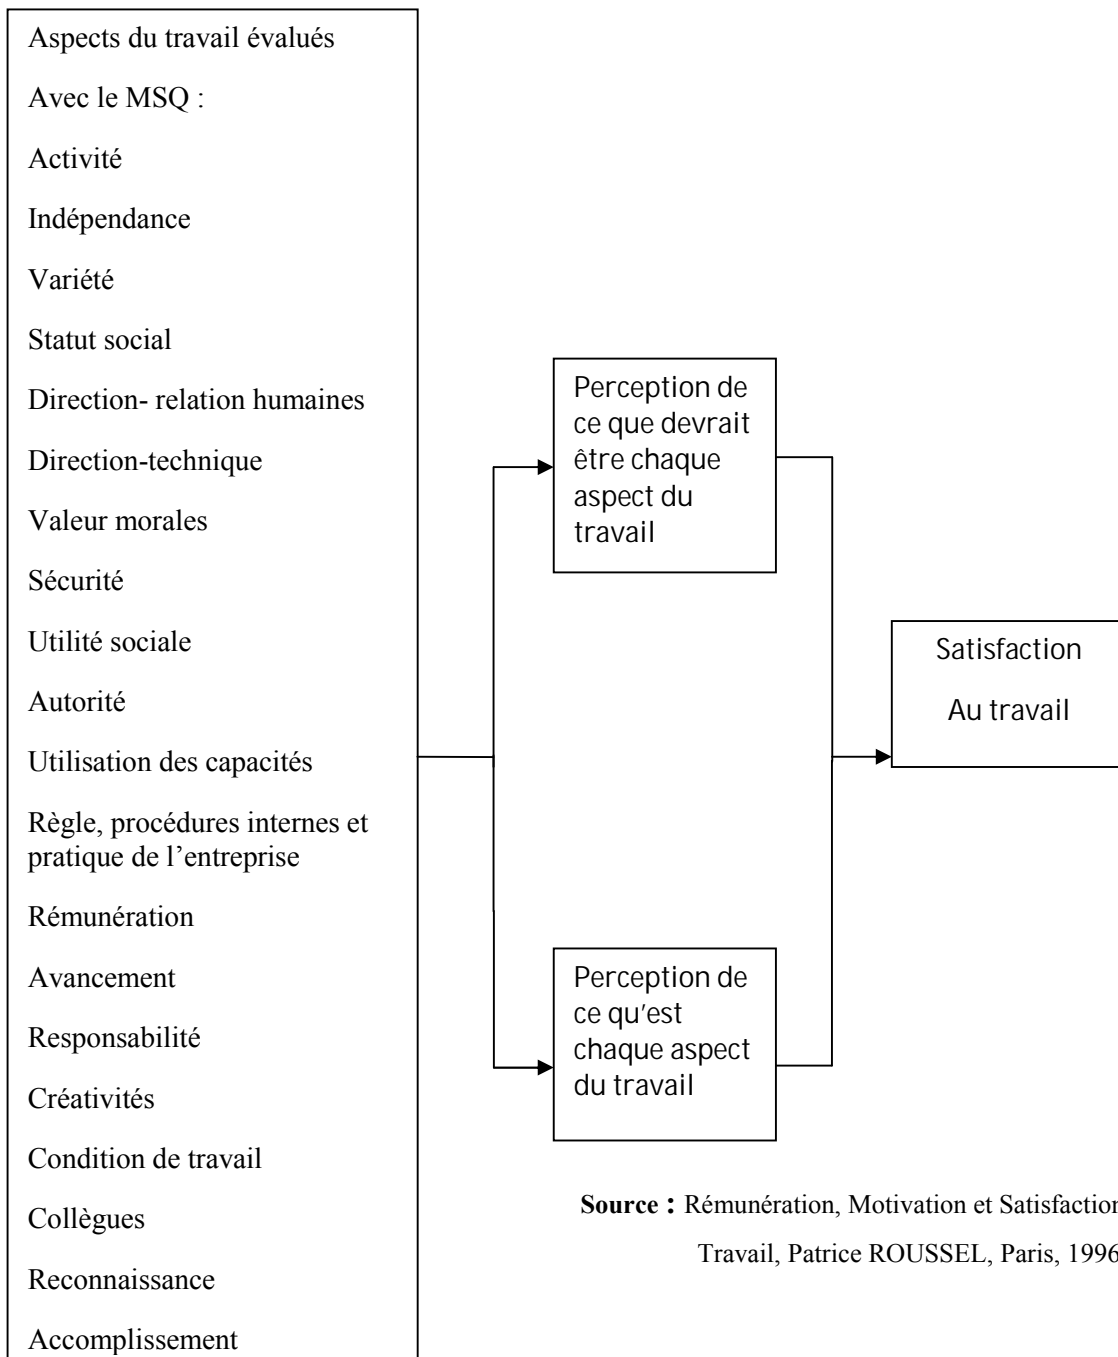 Aspects du travail évalués
Avec le MSQ :
Activité
Indépendance
Variété
Statut social
Direction- relation humaines
Direction-technique
Valeur morales
Sécurité
Utilité sociale
Autorité
Utilisation des capacités
Règle, procédures internes et
pratique de l’entreprise
Rémunération
Avancement
Responsabilité
Créativités
Condition de travail
Collègues
Reconnaissance
Accomplissement
Perception de
ce que devrait
être chaque
aspect du
travail
Perception de
ce qu’est
chaque aspect
du travail
Satisfaction
Au travail
Source : Rémunération, Motivation et Satisfaction
Travail, Patrice ROUSSEL, Paris, 1996